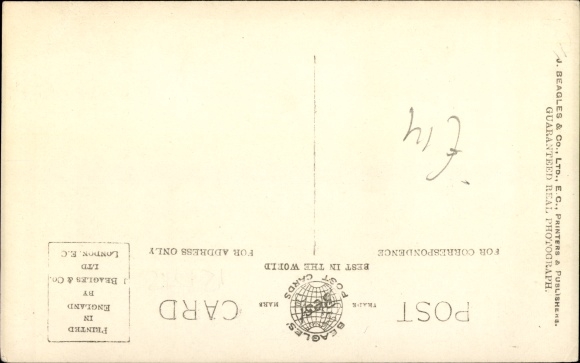 POST CARD
TRADE MARK
BEAGLES'
POST CARDS
BEST IN THE WORLD
FOR CORRESPONDENCE
FOR ADDRESS ONLY
PRINTED
IN
ENGLAND
BY
J BEAGLES & Co.
LTD
LONDON, E.C
J. BEAGLES & Co., LTD., E.C., PRINTERS & PUBLISHERS.
GUARANTEED REAL PHOTOGRAPH.